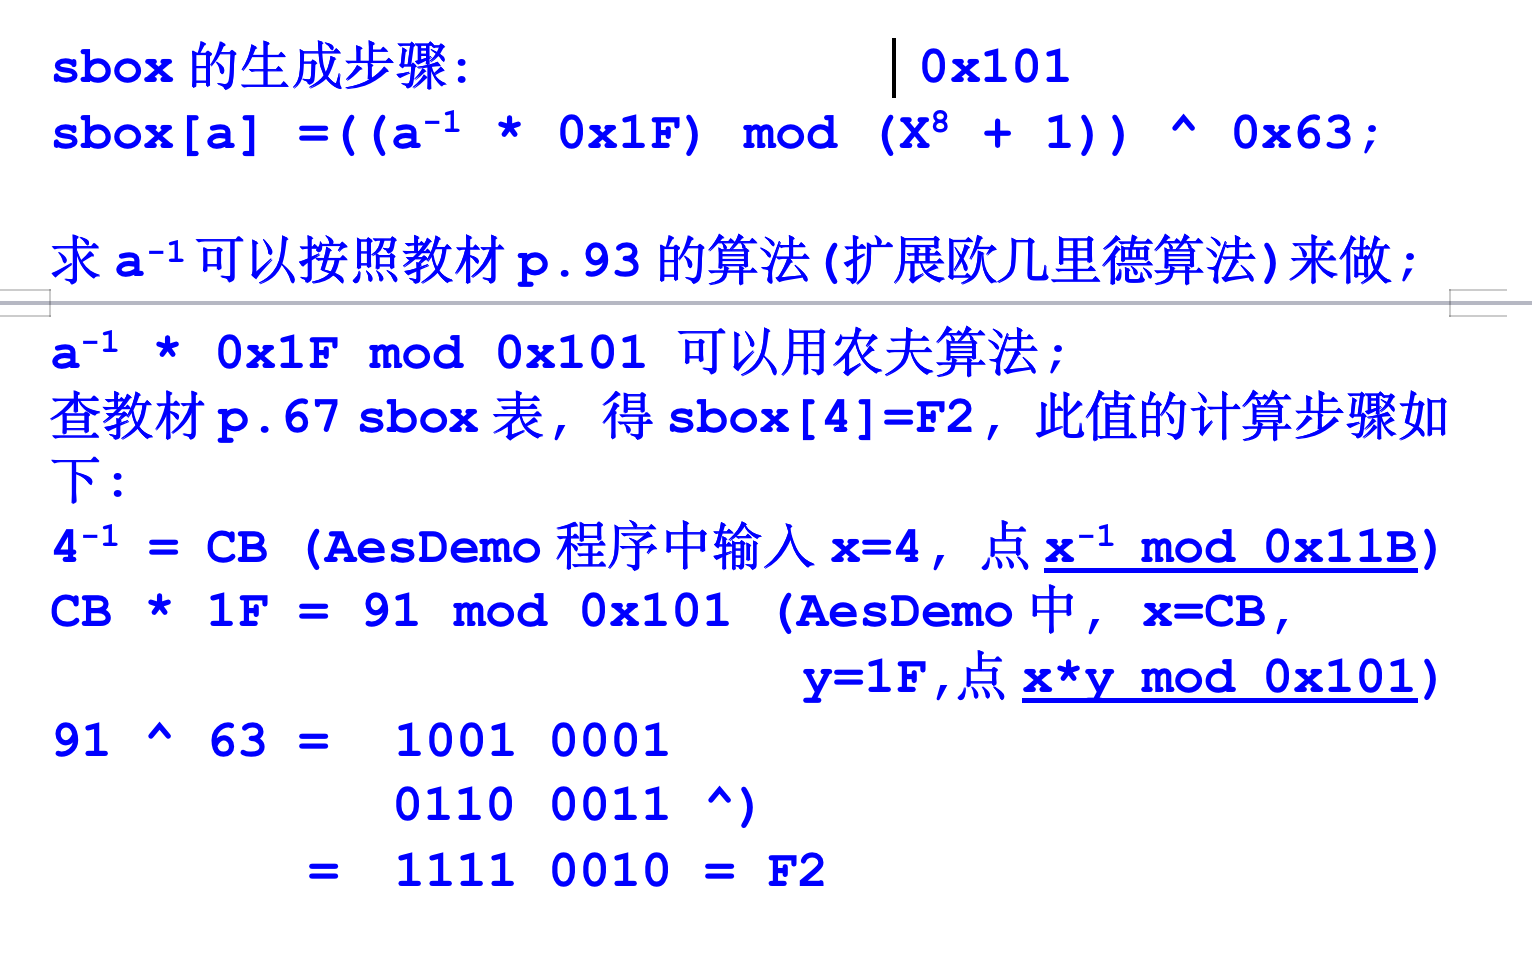 sbox 的生成步骤: 0x101
sbox[a] =((a⁻¹ * 0x1F) mod (X⁸ + 1)) ^ 0x63;
求 a⁻¹ 可以按照教材 p.93 的算法(扩展欧几里德算法)来做;
a⁻¹ * 0x1F mod 0x101 可以用农夫算法;
查教材 p.67 sbox 表, 得 sbox[4]=F2, 此值的计算步骤如
下:
4⁻¹ = CB (AesDemo 程序中输入 x=4, 点 x⁻¹ mod 0x11B)
CB * 1F = 91 mod 0x101 (AesDemo 中, x=CB,
y=1F,点 x*y mod 0x101)
91 ^ 63 = 1001 0001
0110 0011 ^)
= 1111 0010 = F2